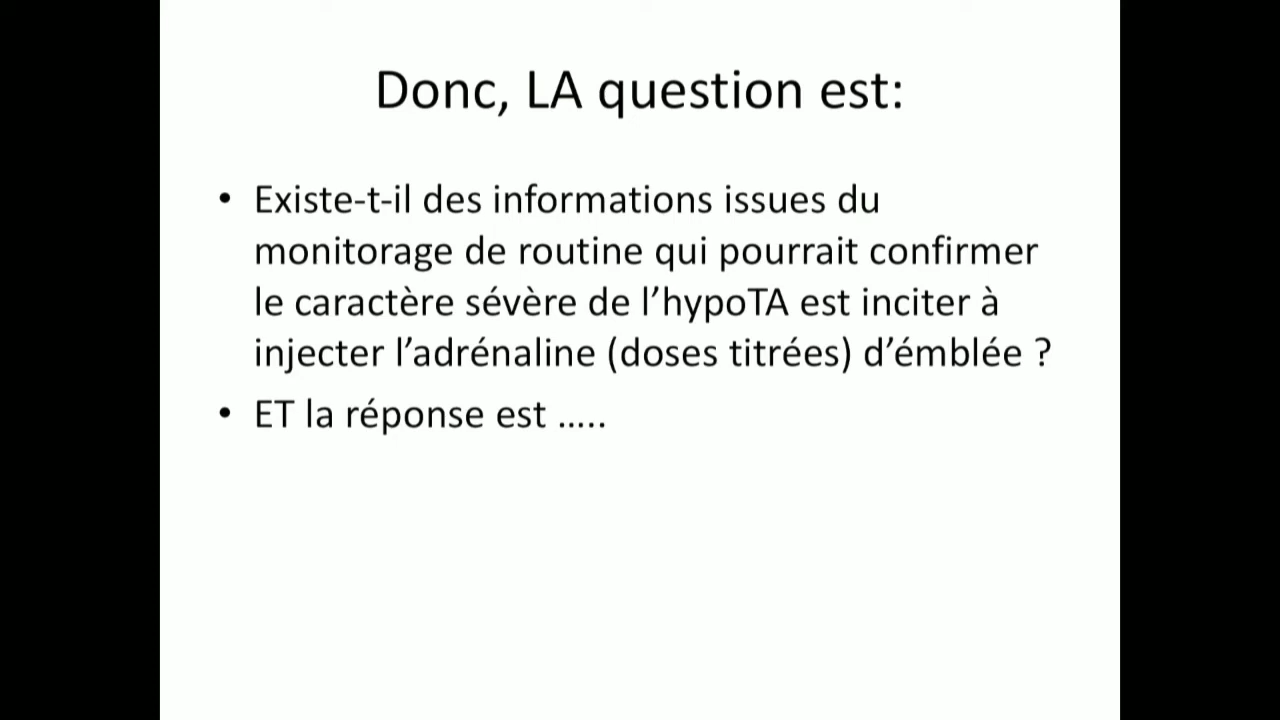 Donc, LA question est:
• Existe-t-il des informations issues du
monitorage de routine qui pourrait confirmer
le caractère sévère de l’hypoTA est inciter à
injecter l’adrénaline (doses titrées) d’émblée ?
• ET la réponse est …..